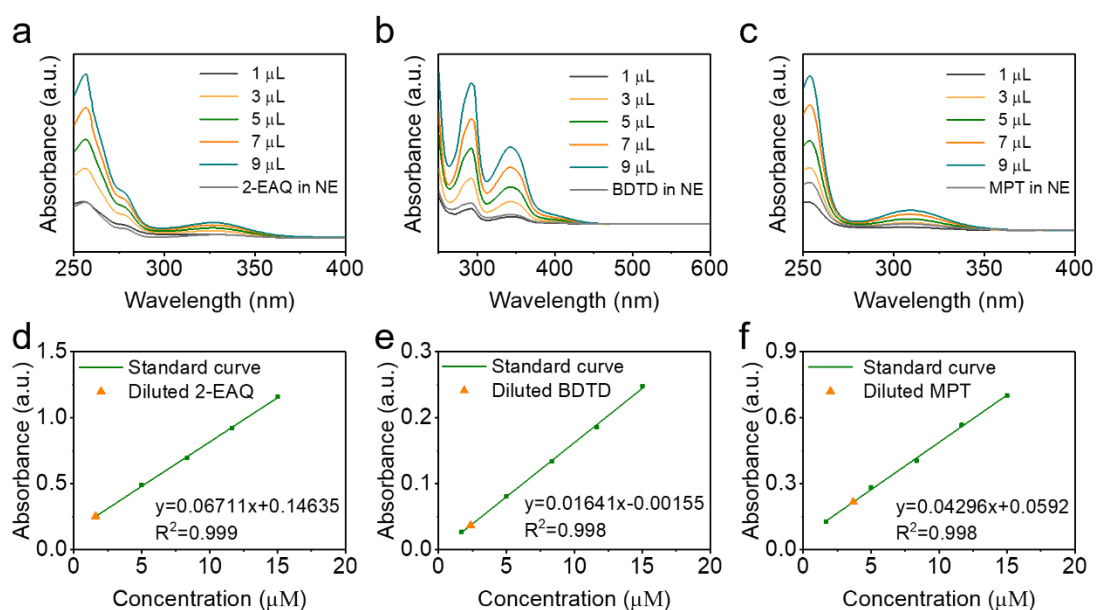 a
Absorbance (a.u.)
1 μL
3 μL
5 μL
7 μL
9 μL
2-EAQ in NE
250 300 350 400
Wavelength (nm)
b
Absorbance (a.u.)
1 μL
3 μL
5 μL
7 μL
9 μL
BDTD in NE
300 400 500 600
Wavelength (nm)
c
Absorbance (a.u.)
1 μL
3 μL
5 μL
7 μL
9 μL
MPT in NE
250 300 350 400
Wavelength (nm)
d
Absorbance (a.u.)
1.5
1.0
0.5
0.0
Standard curve
Diluted 2-EAQ
y=0.06711x+0.14635
R²=0.999
0 5 10 15 20
Concentration (μM)
e
Absorbance (a.u.)
0.3
0.2
0.1
0.0
Standard curve
Diluted BDTD
y=0.01641x-0.00155
R²=0.998
0 5 10 15 20
Concentration (μM)
f
Absorbance (a.u.)
0.9
0.6
0.3
0.0
Standard curve
Diluted MPT
y=0.04296x+0.0592
R²=0.998
0 5 10 15 20
Concentration (μM)